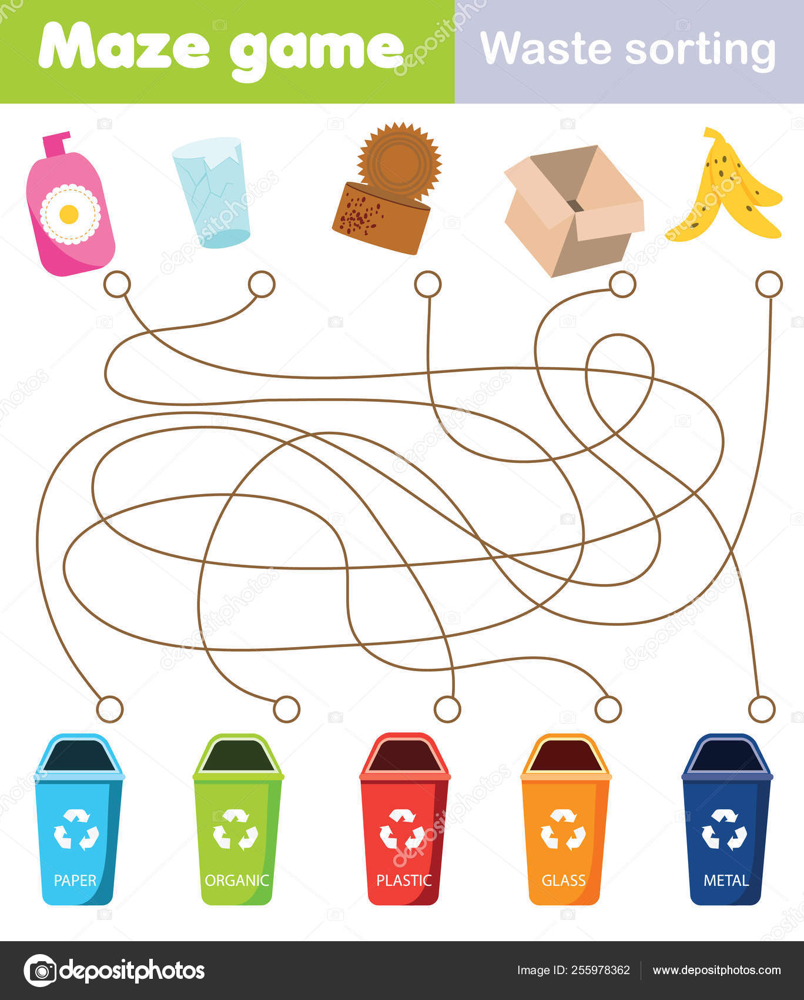 Maze game
Waste sorting
PAPER
ORGANIC
PLASTIC
GLASS
METAL
depositphotos
Image ID: 255978362
www.depositphotos.com